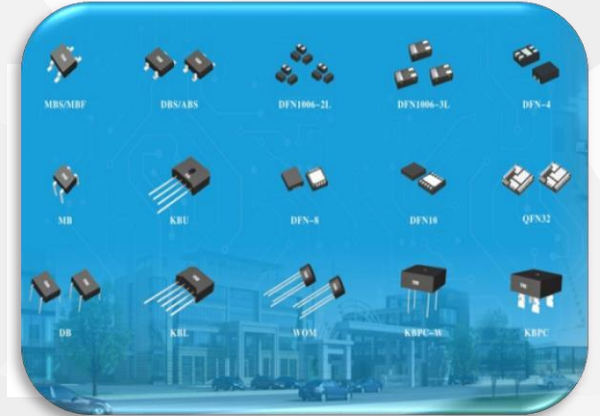 MBS/MBF
DBS/ABS
DFN1006-2L
DFN1006-3L
DFN-4
MB
KBU
DFN-8
DFN10
QFN32
DB
KBL
WOM
KBPC-W
KBPC